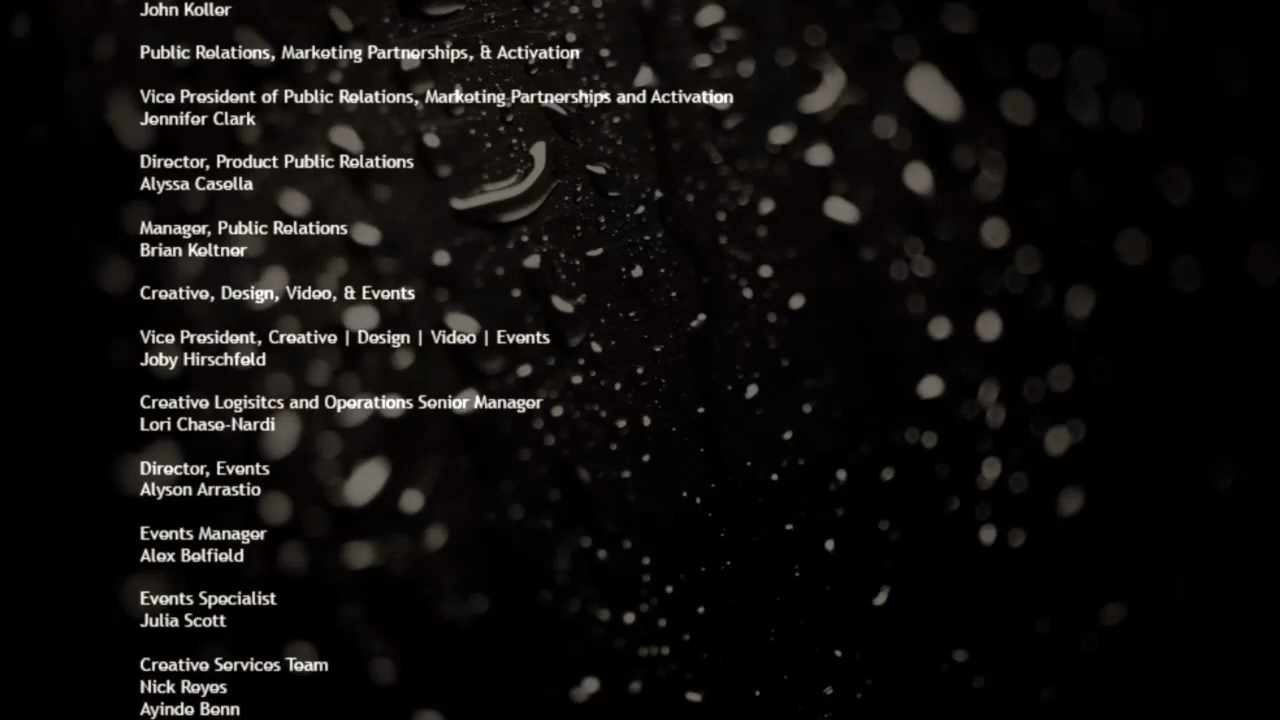 John Koller
Public Relations, Marketing Partnerships, & Activation
Vice President of Public Relations, Marketing Partnerships and Activation
Jennifer Clark
Director, Product Public Relations
Alyssa Casella
Manager, Public Relations
Brian Keltner
Creative, Design, Video, & Events
Vice President, Creative | Design | Video | Events
Joby Hirschfeld
Creative Logisitcs and Operations Senior Manager
Lori Chase-Nardi
Director, Events
Alyson Arrastio
Events Manager
Alex Belfield
Events Specialist
Julia Scott
Creative Services Team
Nick Reyes
Ayinde Benn